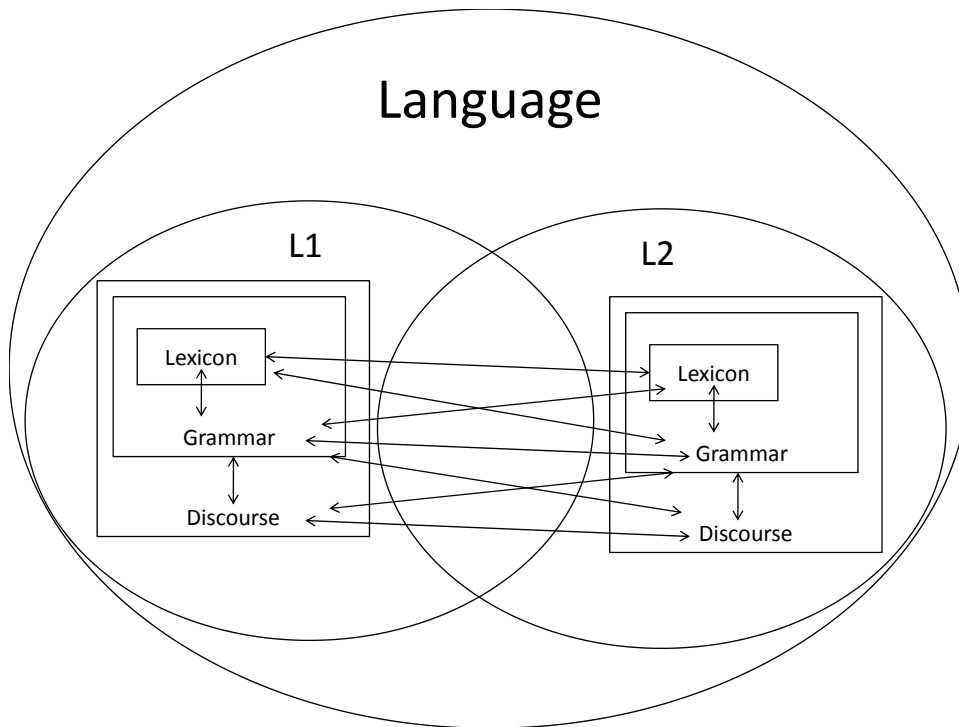 Language
L1
Lexicon
Grammar
Discourse
L2
Lexicon
Grammar
Discourse